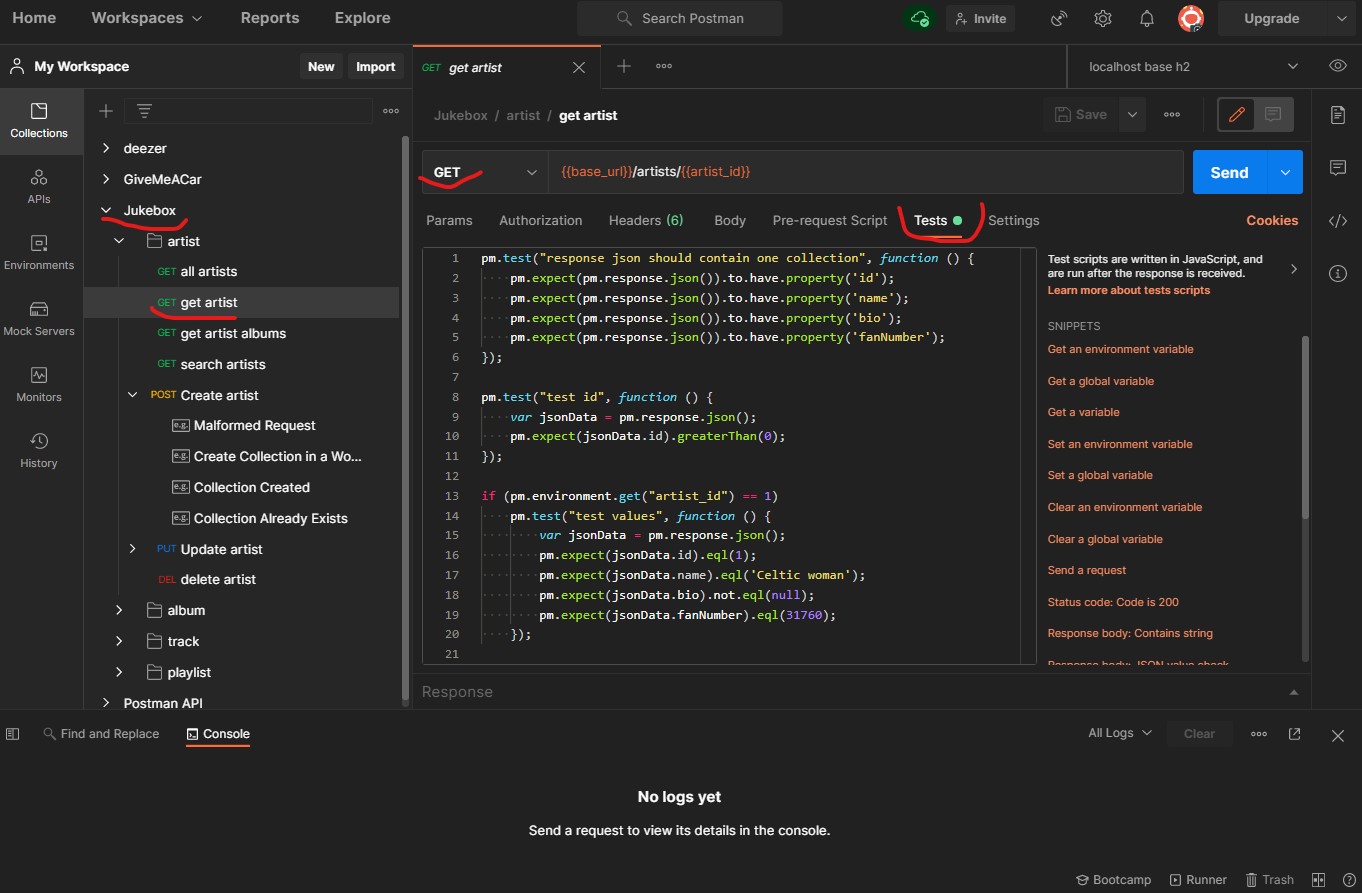 Home Workspaces Reports Explore Search Postman Invite Upgrade
My Workspace New Import
GET get artist
localhost base h2
Collections
APIs
Environments
Mock Servers
Monitors
History
deezer
GiveMeACar
Jukebox
artist
GET all artists
GET get artist
GET get artist albums
GET search artists
POST Create artist
e.g. Malformed Request
e.g. Create Collection in a Wo...
e.g. Collection Created
e.g. Collection Already Exists
PUT Update artist
DEL delete artist
album
track
playlist
Postman API
Jukebox / artist / get artist
Save
GET {{base_url}}/artists/{{artist_id}}
Send
Params Authorization Headers (6) Body Pre-request Script Tests Settings
Cookies
1 pm.test("response json should contain one collection", function () {
2 pm.expect(pm.response.json()).to.have.property('id');
3 pm.expect(pm.response.json()).to.have.property('name');
4 pm.expect(pm.response.json()).to.have.property('bio');
5 pm.expect(pm.response.json()).to.have.property('fanNumber');
6 });
7
8 pm.test("test id", function () {
9 var jsonData = pm.response.json();
10 pm.expect(jsonData.id).greaterThan(0);
11 });
12
13 if (pm.environment.get("artist_id") == 1)
14 pm.test("test values", function () {
15 var jsonData = pm.response.json();
16 pm.expect(jsonData.id).eql(1);
17 pm.expect(jsonData.name).eql('Celtic woman');
18 pm.expect(jsonData.bio).not.eql(null);
19 pm.expect(jsonData.fanNumber).eql(31760);
20 });
21
Test scripts are written in JavaScript, and
are run after the response is received.
Learn more about tests scripts
SNIPPETS
Get an environment variable
Get a global variable
Get a variable
Set an environment variable
Set a global variable
Clear an environment variable
Clear a global variable
Send a request
Status code: Code is 200
Response body: Contains string
Response body: JSON value check
Response
Find and Replace Console
All Logs Clear
No logs yet
Send a request to view its details in the console.
Bootcamp Runner Trash